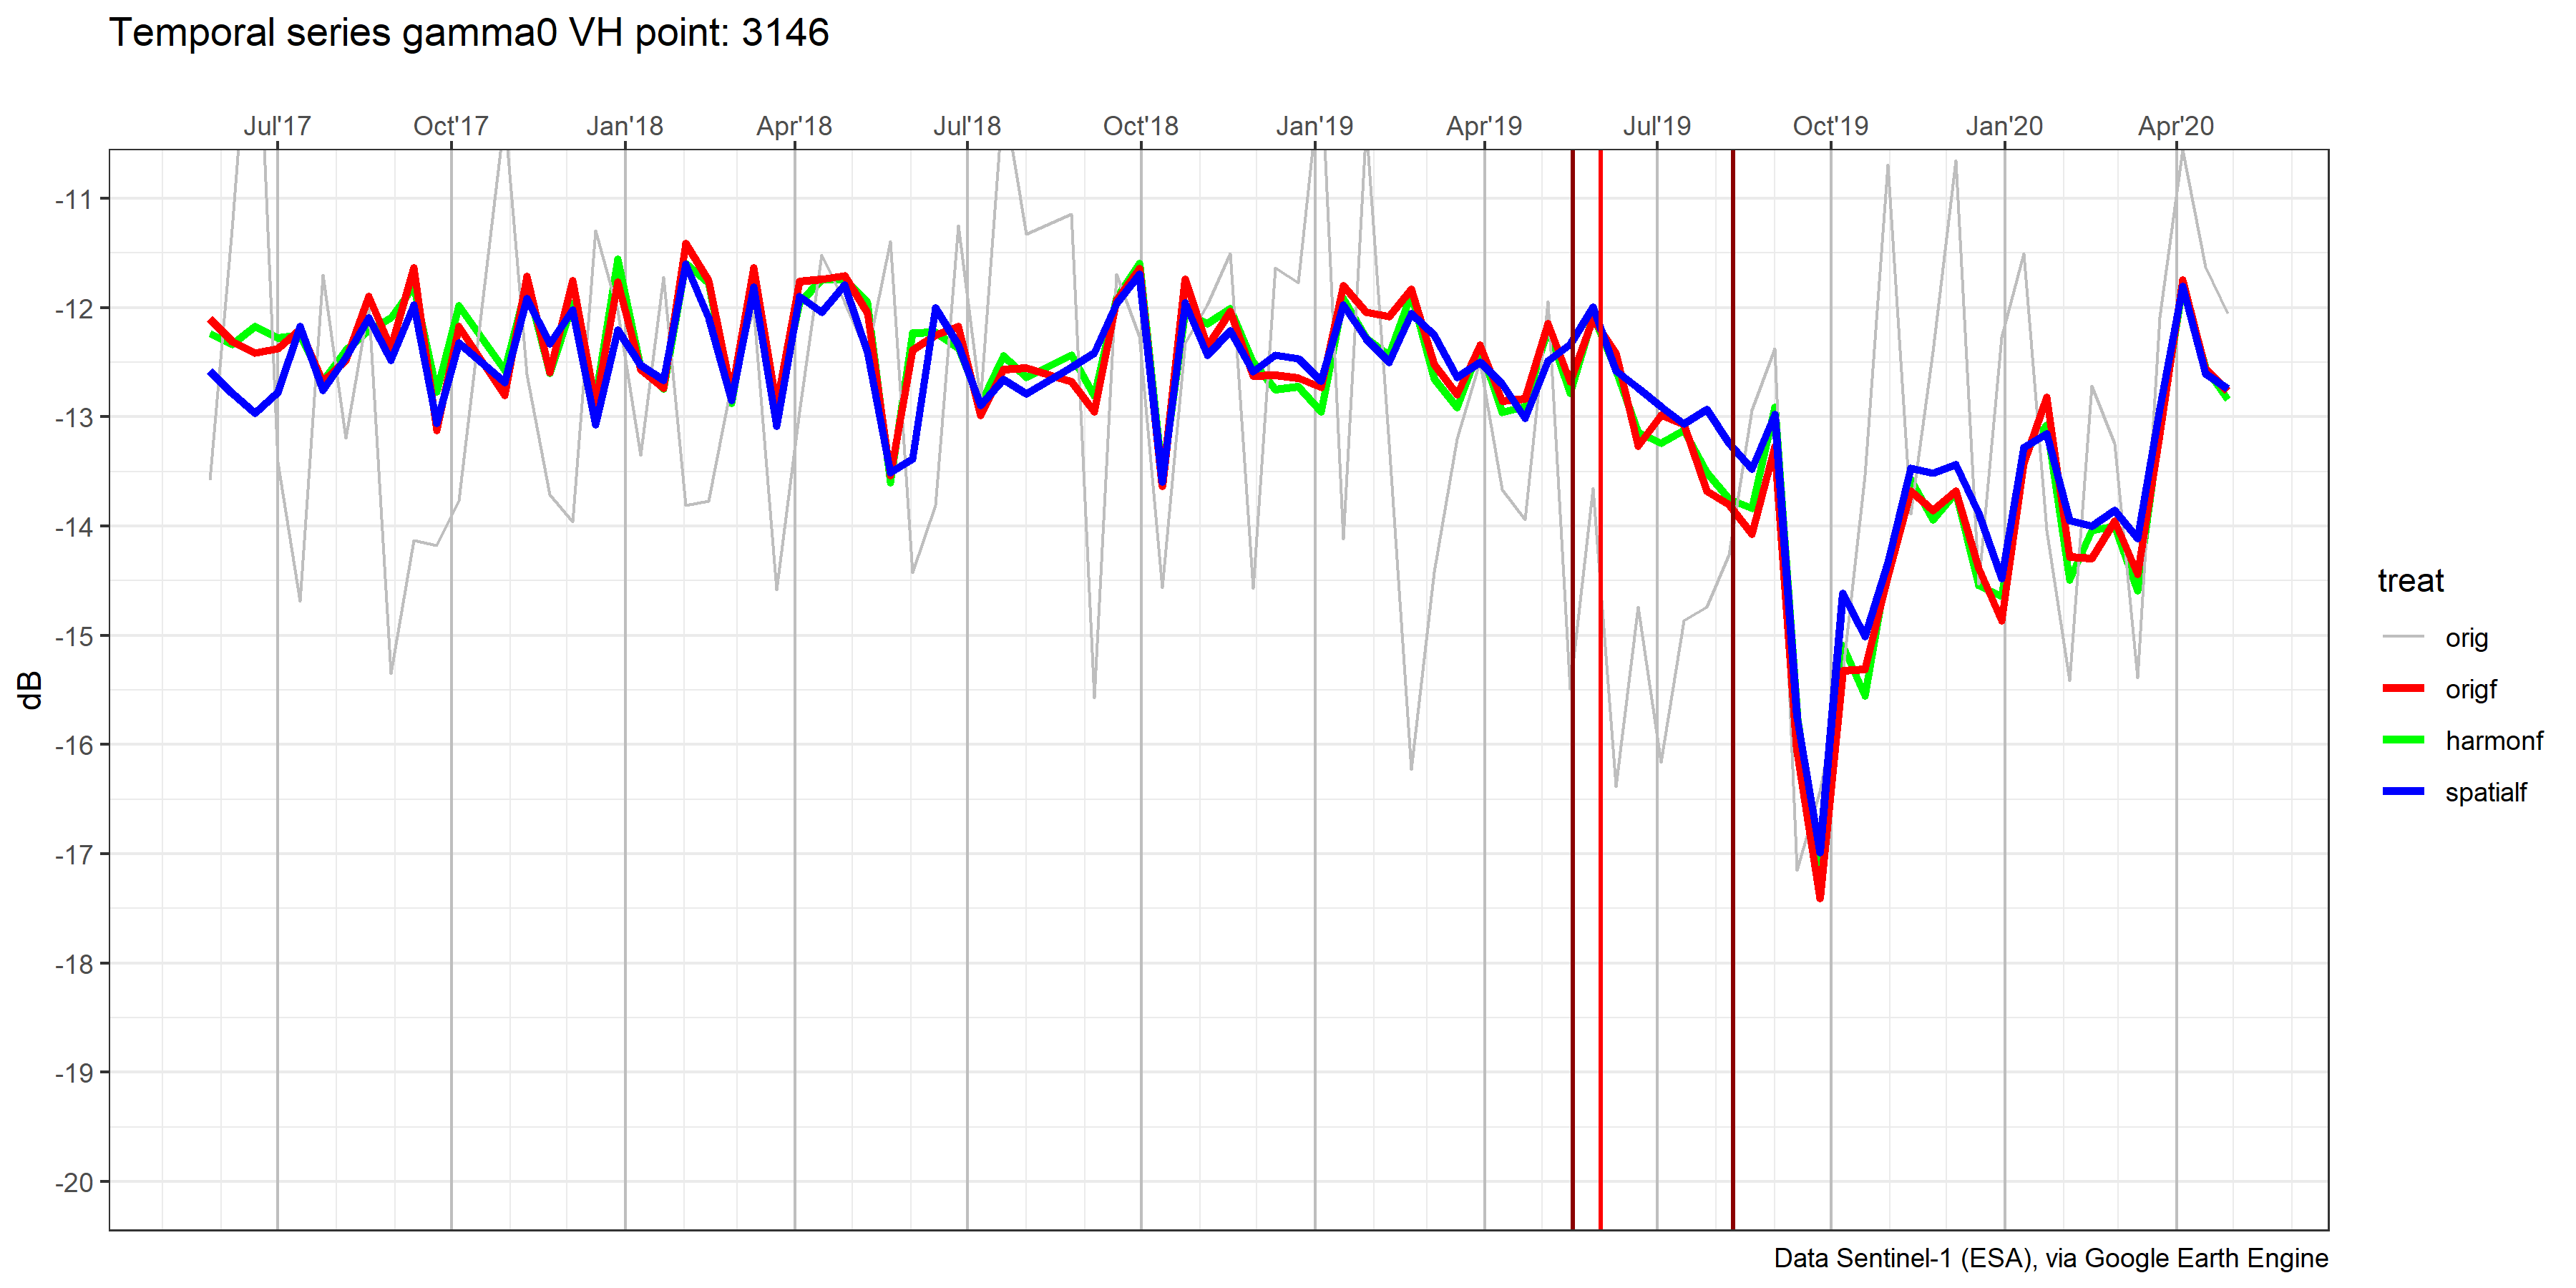 Temporal series gamma0 VH point: 3146
Jul'17 Oct'17 Jan'18 Apr'18 Jul'18 Oct'18 Jan'19 Apr'19 Jul'19 Oct'19 Jan'20 Apr'20
-11
-12
-13
-14
-15
-16
-17
-18
-19
-20
dB
treat
orig
origf
harmonf
spatialf
Data Sentinel-1 (ESA), via Google Earth Engine